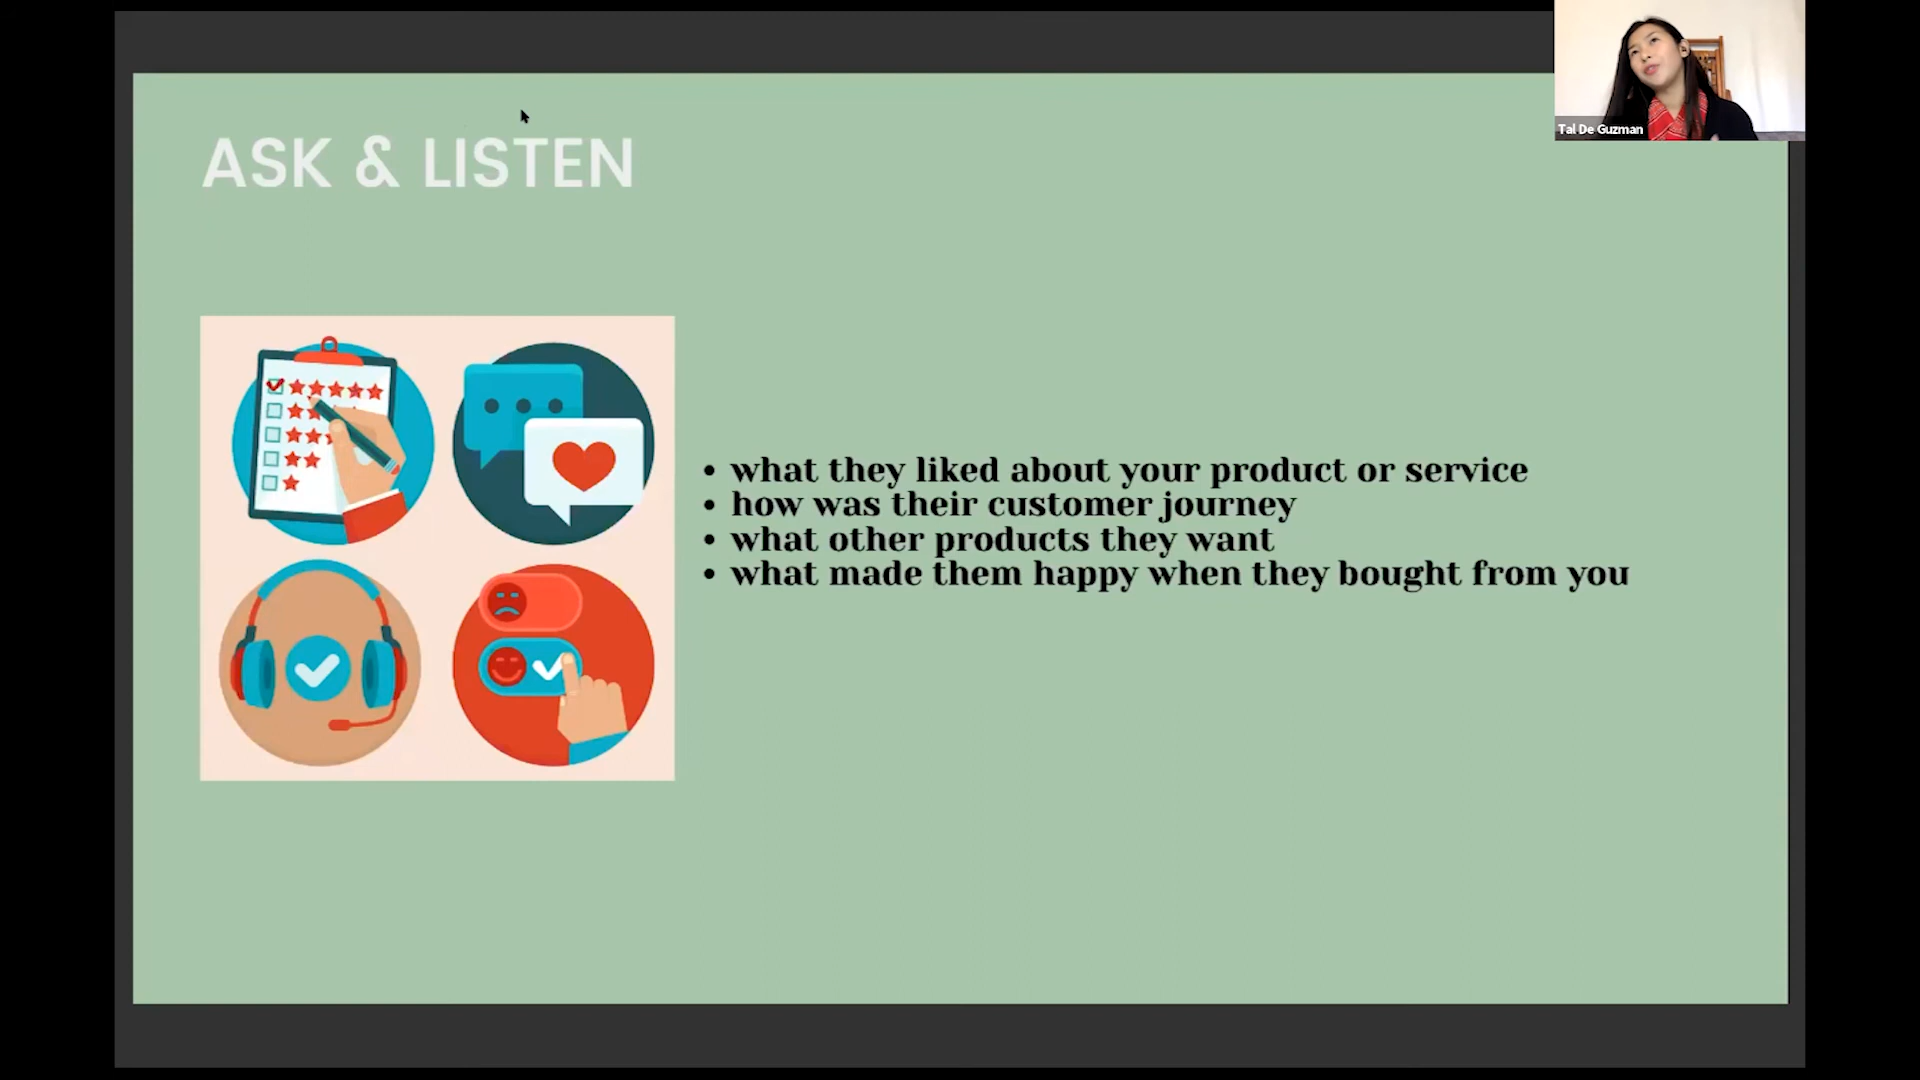 ASK & LISTEN
Tal De Guzman
• what they liked about your product or service
• how was their customer journey
• what other products they want
• what made them happy when they bought from you